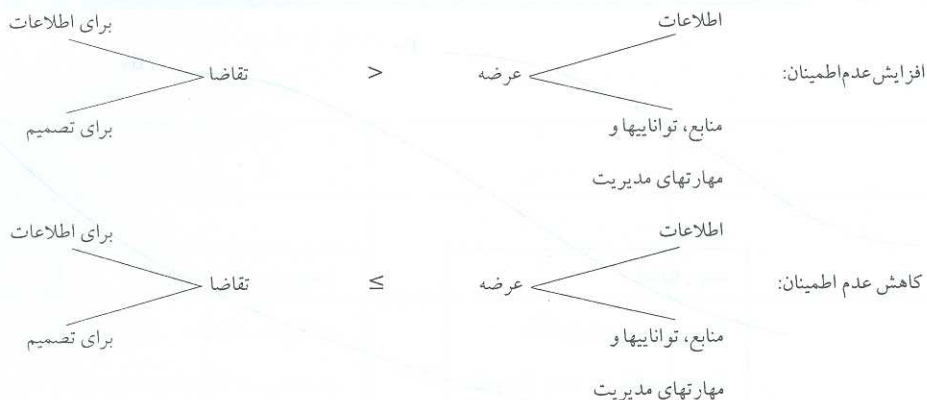 اطلاعات
برای اطلاعات
افزایش عدم‌اطمینان:
عرضه
>
تقاضا
منابع، تواناییها و
مهارتهای مدیریت
برای تصمیم
اطلاعات
برای اطلاعات
کاهش عدم اطمینان:
عرضه
≥
تقاضا
منابع، تواناییها و
مهارتهای مدیریت
برای تصمیم